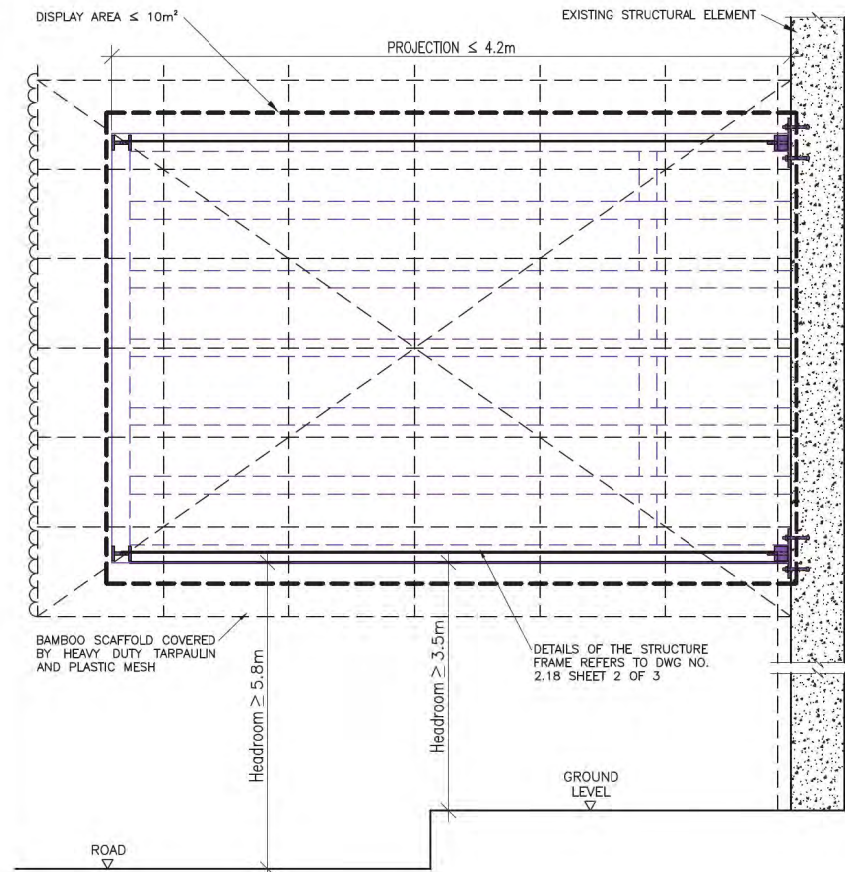 DISPLAY AREA ≤ 10m²
EXISTING STRUCTURAL ELEMENT
PROJECTION ≤ 4.2m
BAMBOO SCAFFOLD COVERED
BY HEAVY DUTY TARPAULIN
AND PLASTIC MESH
Headroom ≥ 5.8m
Headroom ≥ 3.5m
DETAILS OF THE STRUCTURE
FRAME REFERS TO DWG NO.
2.18 SHEET 2 OF 3
GROUND
LEVEL
ROAD